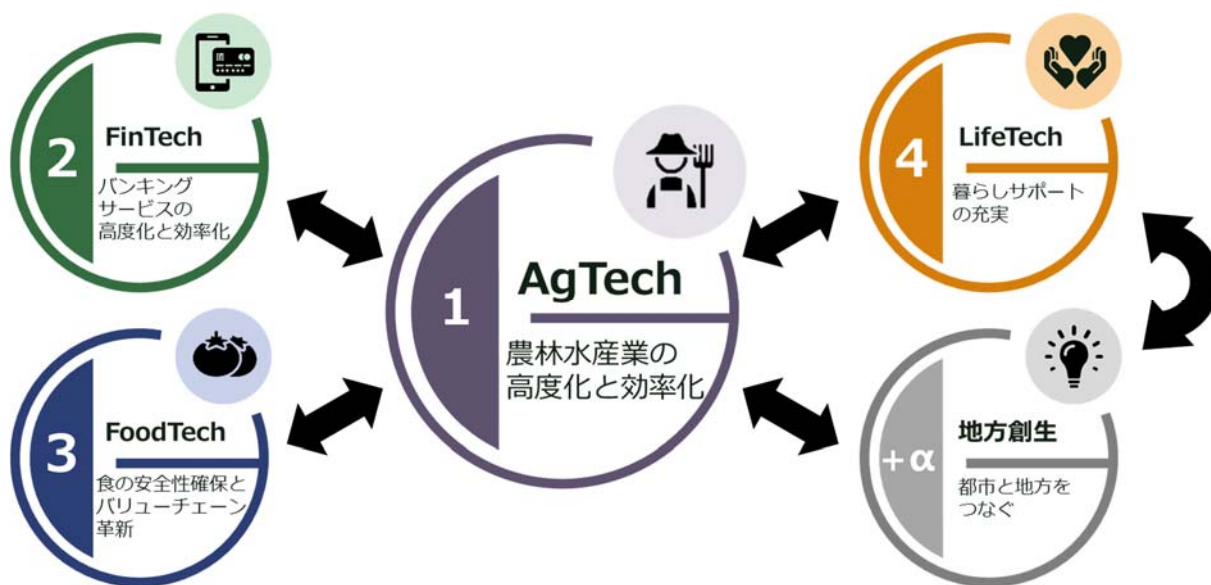 1
AgTech
農林水産業の
高度化と効率化
2
FinTech
バンキング
サービスの
高度化と効率化
3
FoodTech
食の安全性確保と
バリューチェーン
革新
4
LifeTech
暮らしサポート
の充実
+α
地方創生
都市と地方を
つなぐ